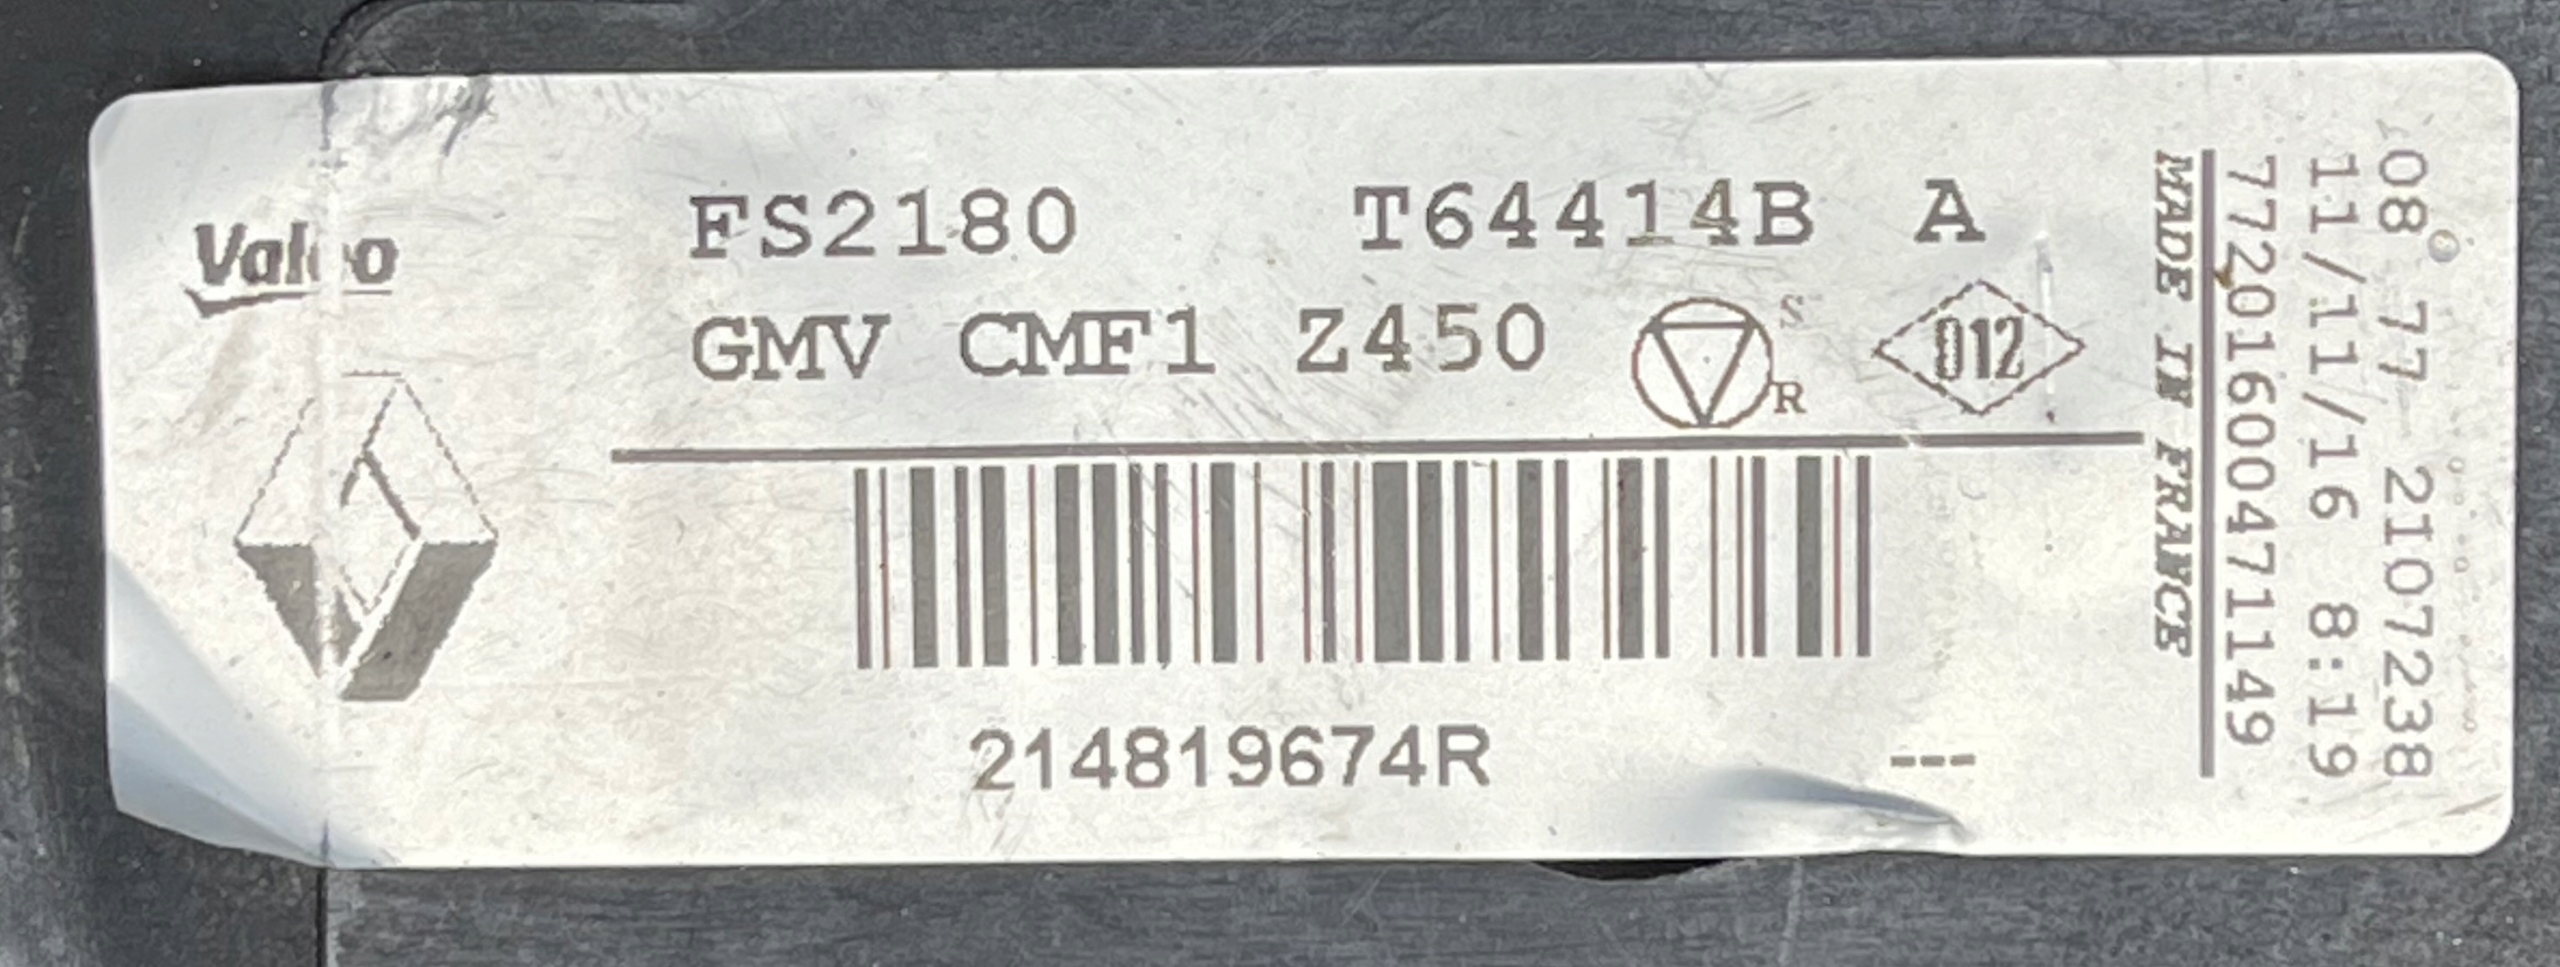 Valeo
FS2180 T64414B A
GMV CMF1 Z450
S
R
012
214819674R
---
MADE IN FRANCE
772016004711149
11/11/16 8:19
08 77 2107238